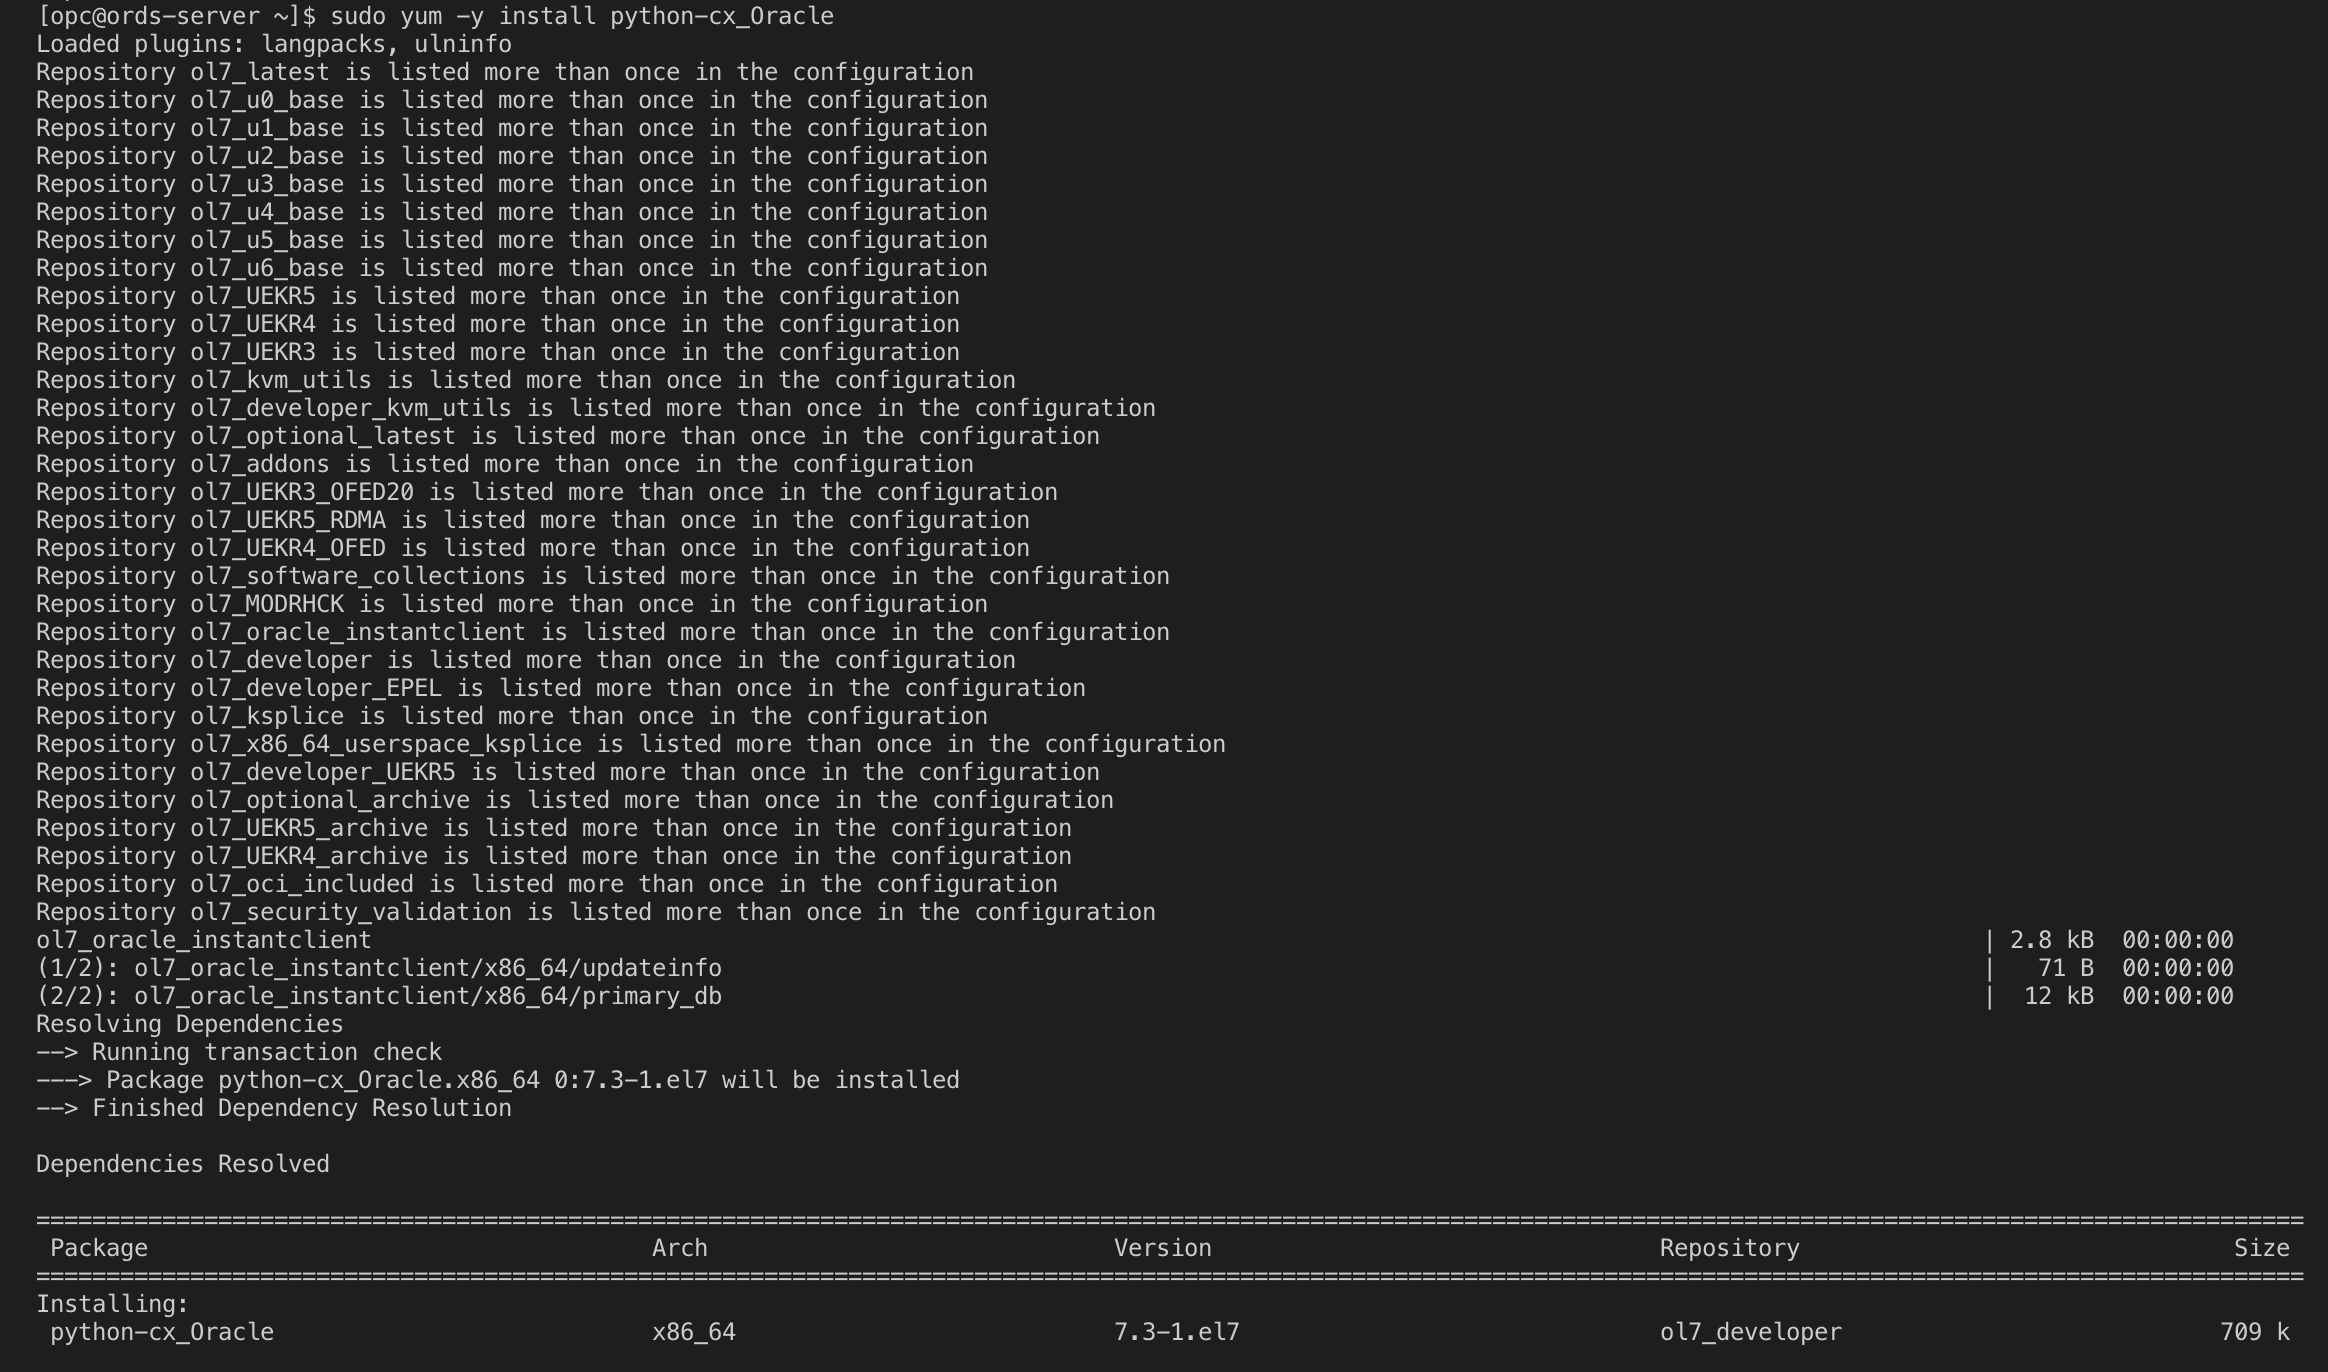 [opc@ords-server ~]$ sudo yum -y install python-cx_Oracle
Loaded plugins: langpacks, ulninfo
Repository ol7_latest is listed more than once in the configuration
Repository ol7_u0_base is listed more than once in the configuration
Repository ol7_u1_base is listed more than once in the configuration
Repository ol7_u2_base is listed more than once in the configuration
Repository ol7_u3_base is listed more than once in the configuration
Repository ol7_u4_base is listed more than once in the configuration
Repository ol7_u5_base is listed more than once in the configuration
Repository ol7_u6_base is listed more than once in the configuration
Repository ol7_UEKR5 is listed more than once in the configuration
Repository ol7_UEKR4 is listed more than once in the configuration
Repository ol7_UEKR3 is listed more than once in the configuration
Repository ol7_kvm_utils is listed more than once in the configuration
Repository ol7_developer_kvm_utils is listed more than once in the configuration
Repository ol7_optional_latest is listed more than once in the configuration
Repository ol7_addons is listed more than once in the configuration
Repository ol7_UEKR3_OFED20 is listed more than once in the configuration
Repository ol7_UEKR5_RDMA is listed more than once in the configuration
Repository ol7_UEKR4_OFED is listed more than once in the configuration
Repository ol7_software_collections is listed more than once in the configuration
Repository ol7_MODRHCK is listed more than once in the configuration
Repository ol7_oracle_instantclient is listed more than once in the configuration
Repository ol7_developer is listed more than once in the configuration
Repository ol7_developer_EPEL is listed more than once in the configuration
Repository ol7_ksplice is listed more than once in the configuration
Repository ol7_x86_64_userspace_ksplice is listed more than once in the configuration
Repository ol7_developer_UEKR5 is listed more than once in the configuration
Repository ol7_optional_archive is listed more than once in the configuration
Repository ol7_UEKR5_archive is listed more than once in the configuration
Repository ol7_UEKR4_archive is listed more than once in the configuration
Repository ol7_oci_included is listed more than once in the configuration
Repository ol7_security_validation is listed more than once in the configuration
ol7_oracle_instantclient | 2.8 kB 00:00:00
(1/2): ol7_oracle_instantclient/x86_64/updateinfo | 71 B 00:00:00
(2/2): ol7_oracle_instantclient/x86_64/primary_db | 12 kB 00:00:00
Resolving Dependencies
--> Running transaction check
---> Package python-cx_Oracle.x86_64 0:7.3-1.el7 will be installed
--> Finished Dependency Resolution
Dependencies Resolved
==================================================================================================================================================================
Package Arch Version Repository Size
==================================================================================================================================================================
Installing:
python-cx_Oracle x86_64 7.3-1.el7 ol7_developer 709 k